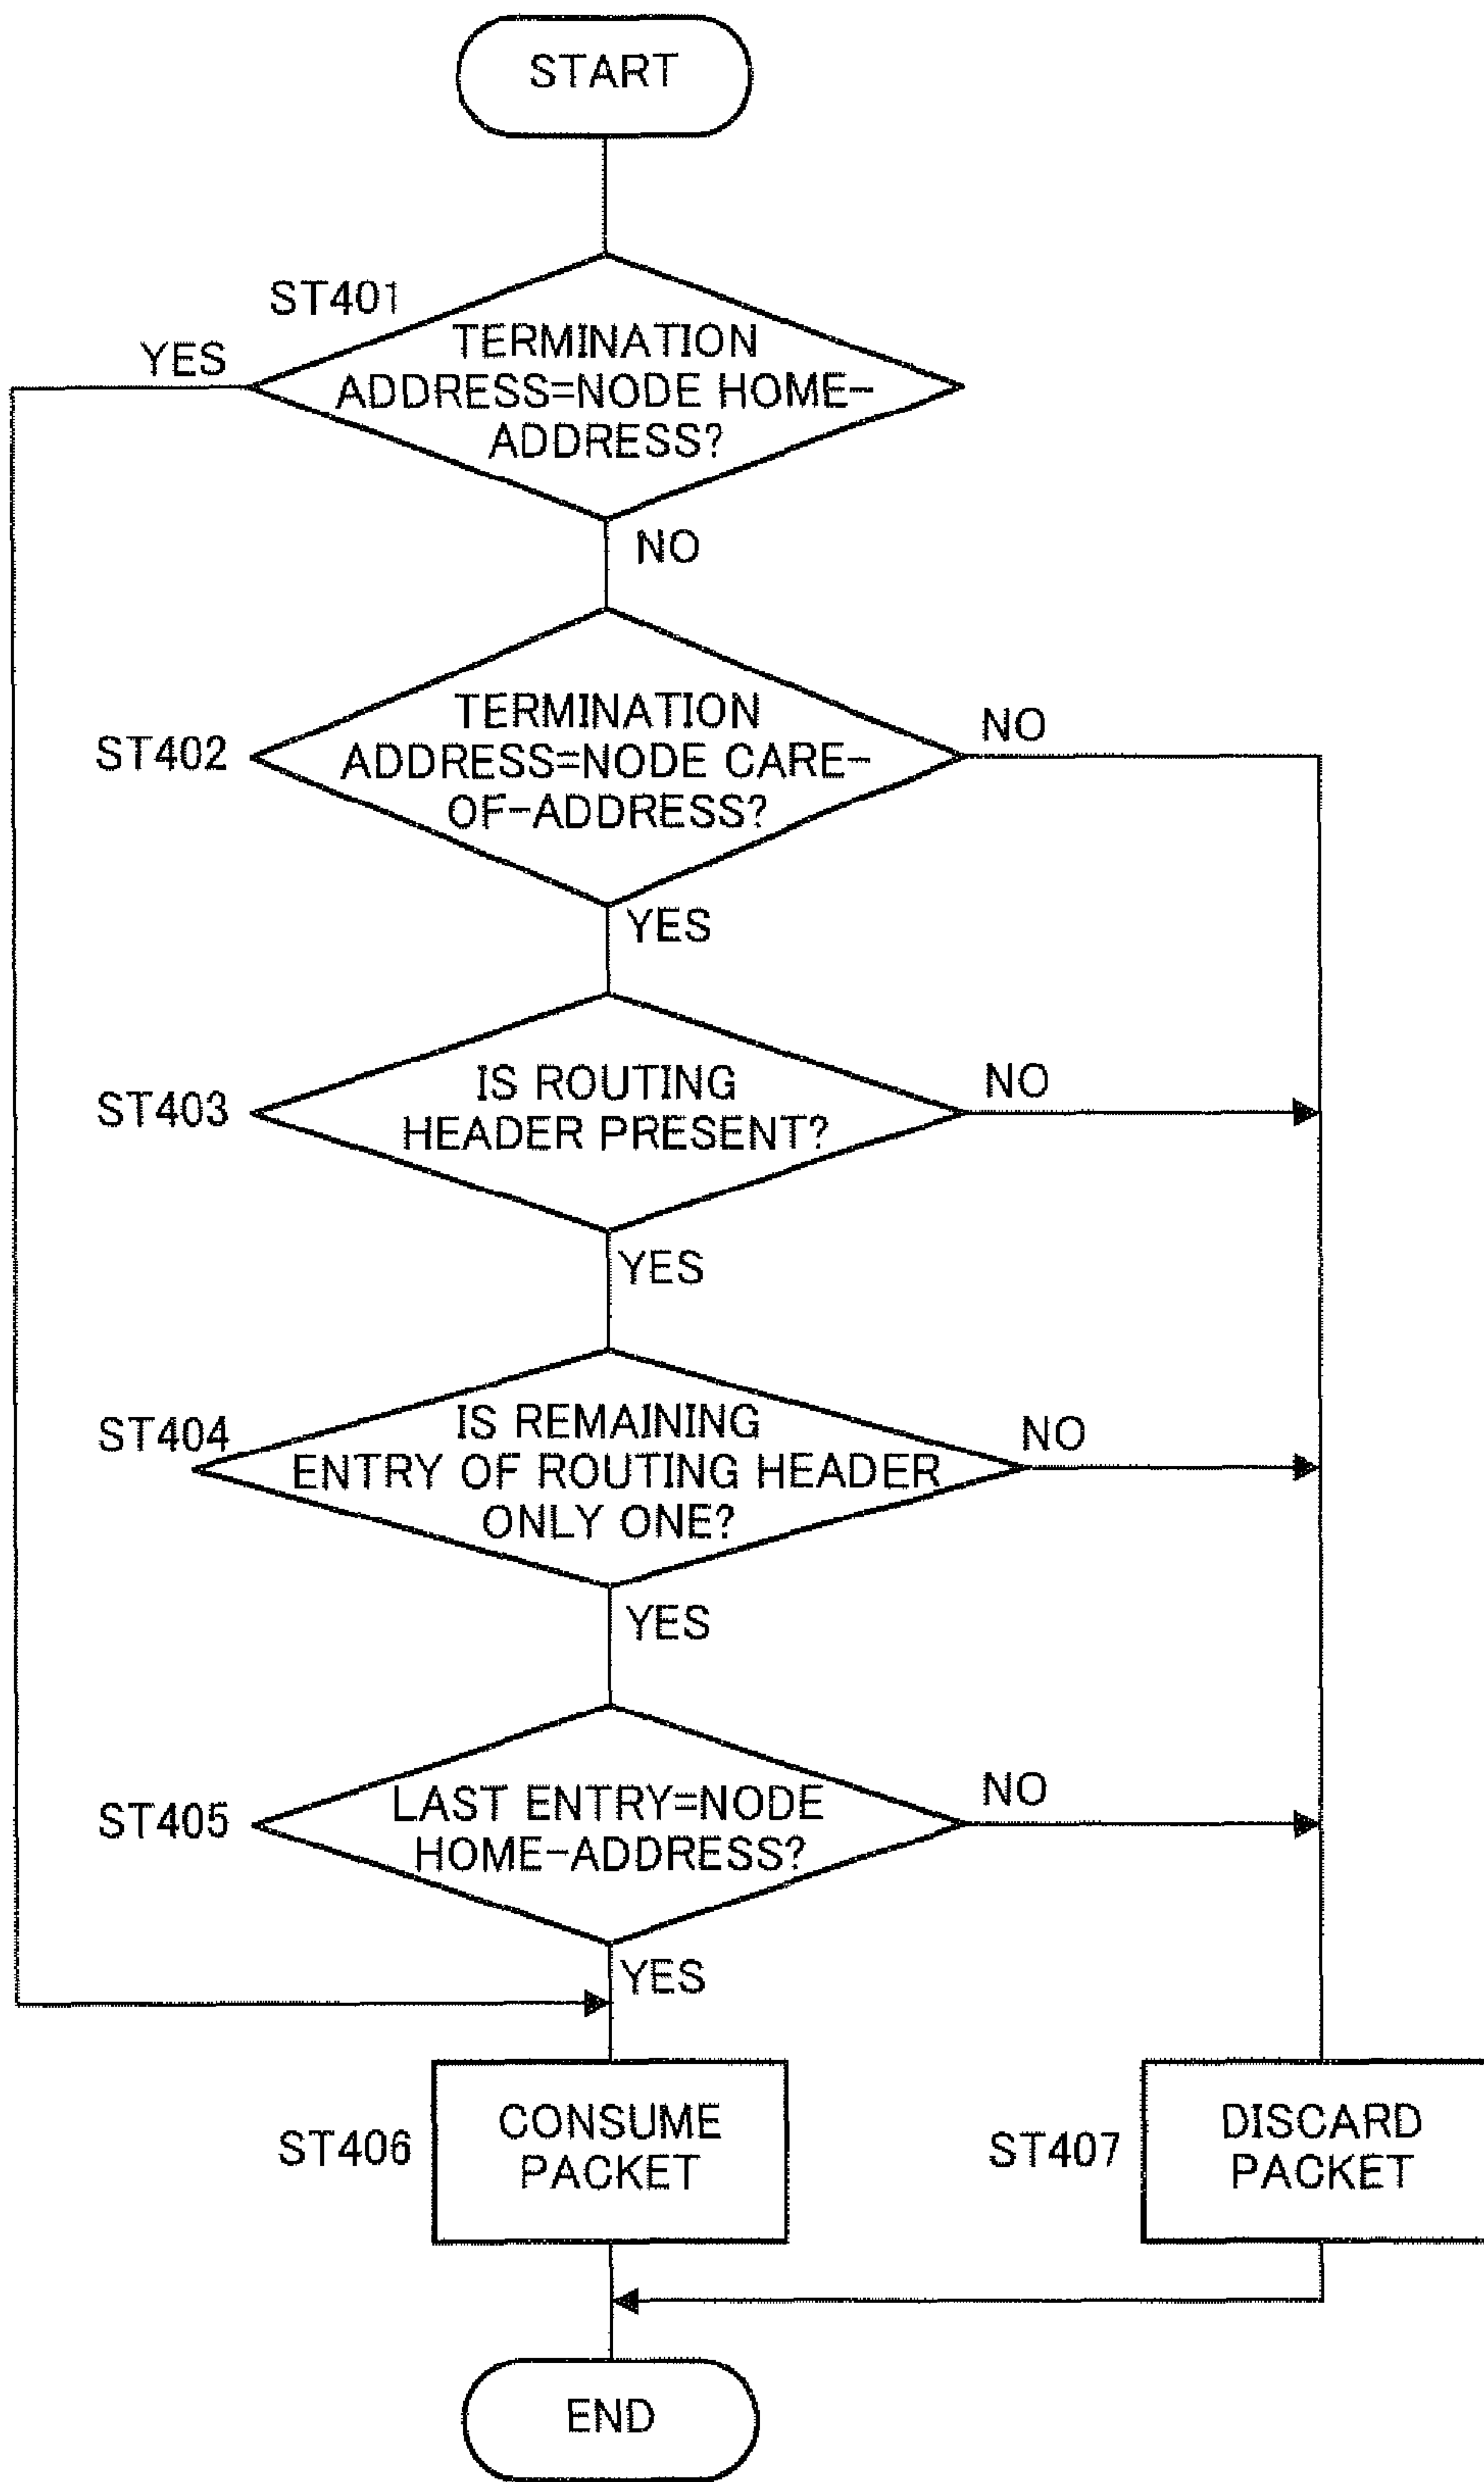 START
ST401
YES
TERMINATION
ADDRESS=NODE HOME-
ADDRESS?
NO
ST402
TERMINATION
ADDRESS=NODE CARE-
OF-ADDRESS?
NO
YES
ST403
IS ROUTING
HEADER PRESENT?
NO
YES
ST404
IS REMAINING
ENTRY OF ROUTING HEADER
ONLY ONE?
NO
YES
ST405
LAST ENTRY=NODE
HOME-ADDRESS?
NO
YES
ST406
CONSUME
PACKET
ST407
DISCARD
PACKET
END